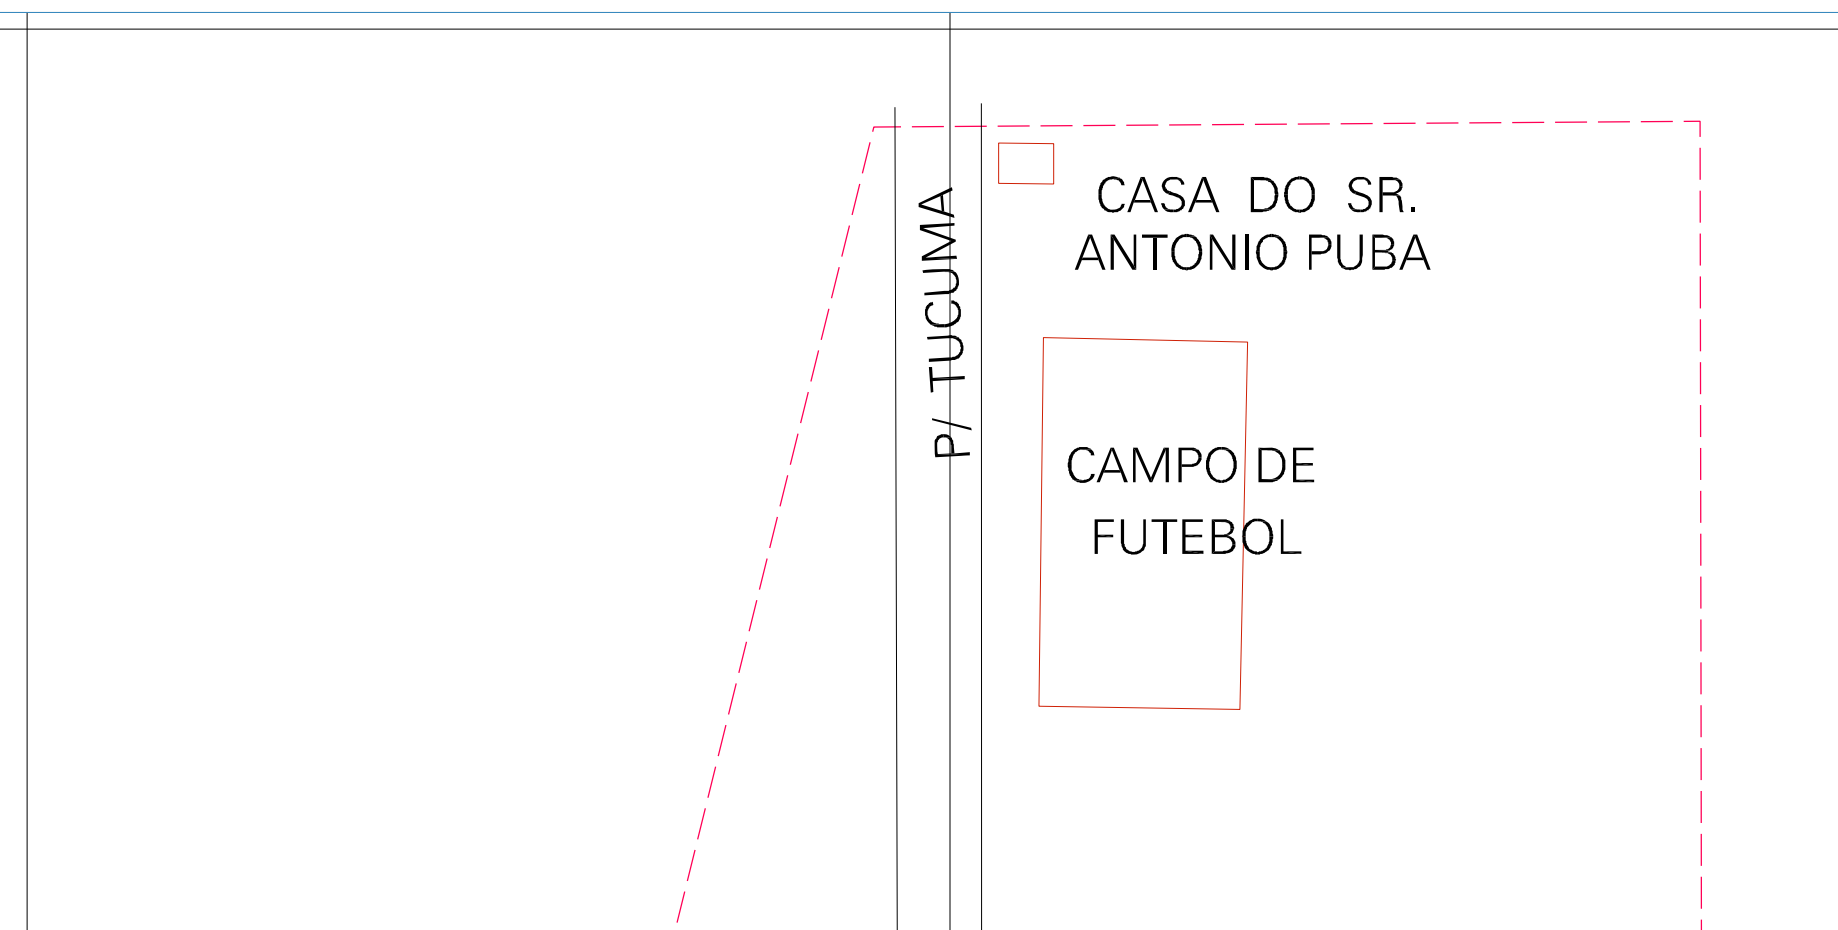 CASA DO SR.
ANTONIO PUBA
P/ TUCUMA
CAMPO DE
FUTEBOL